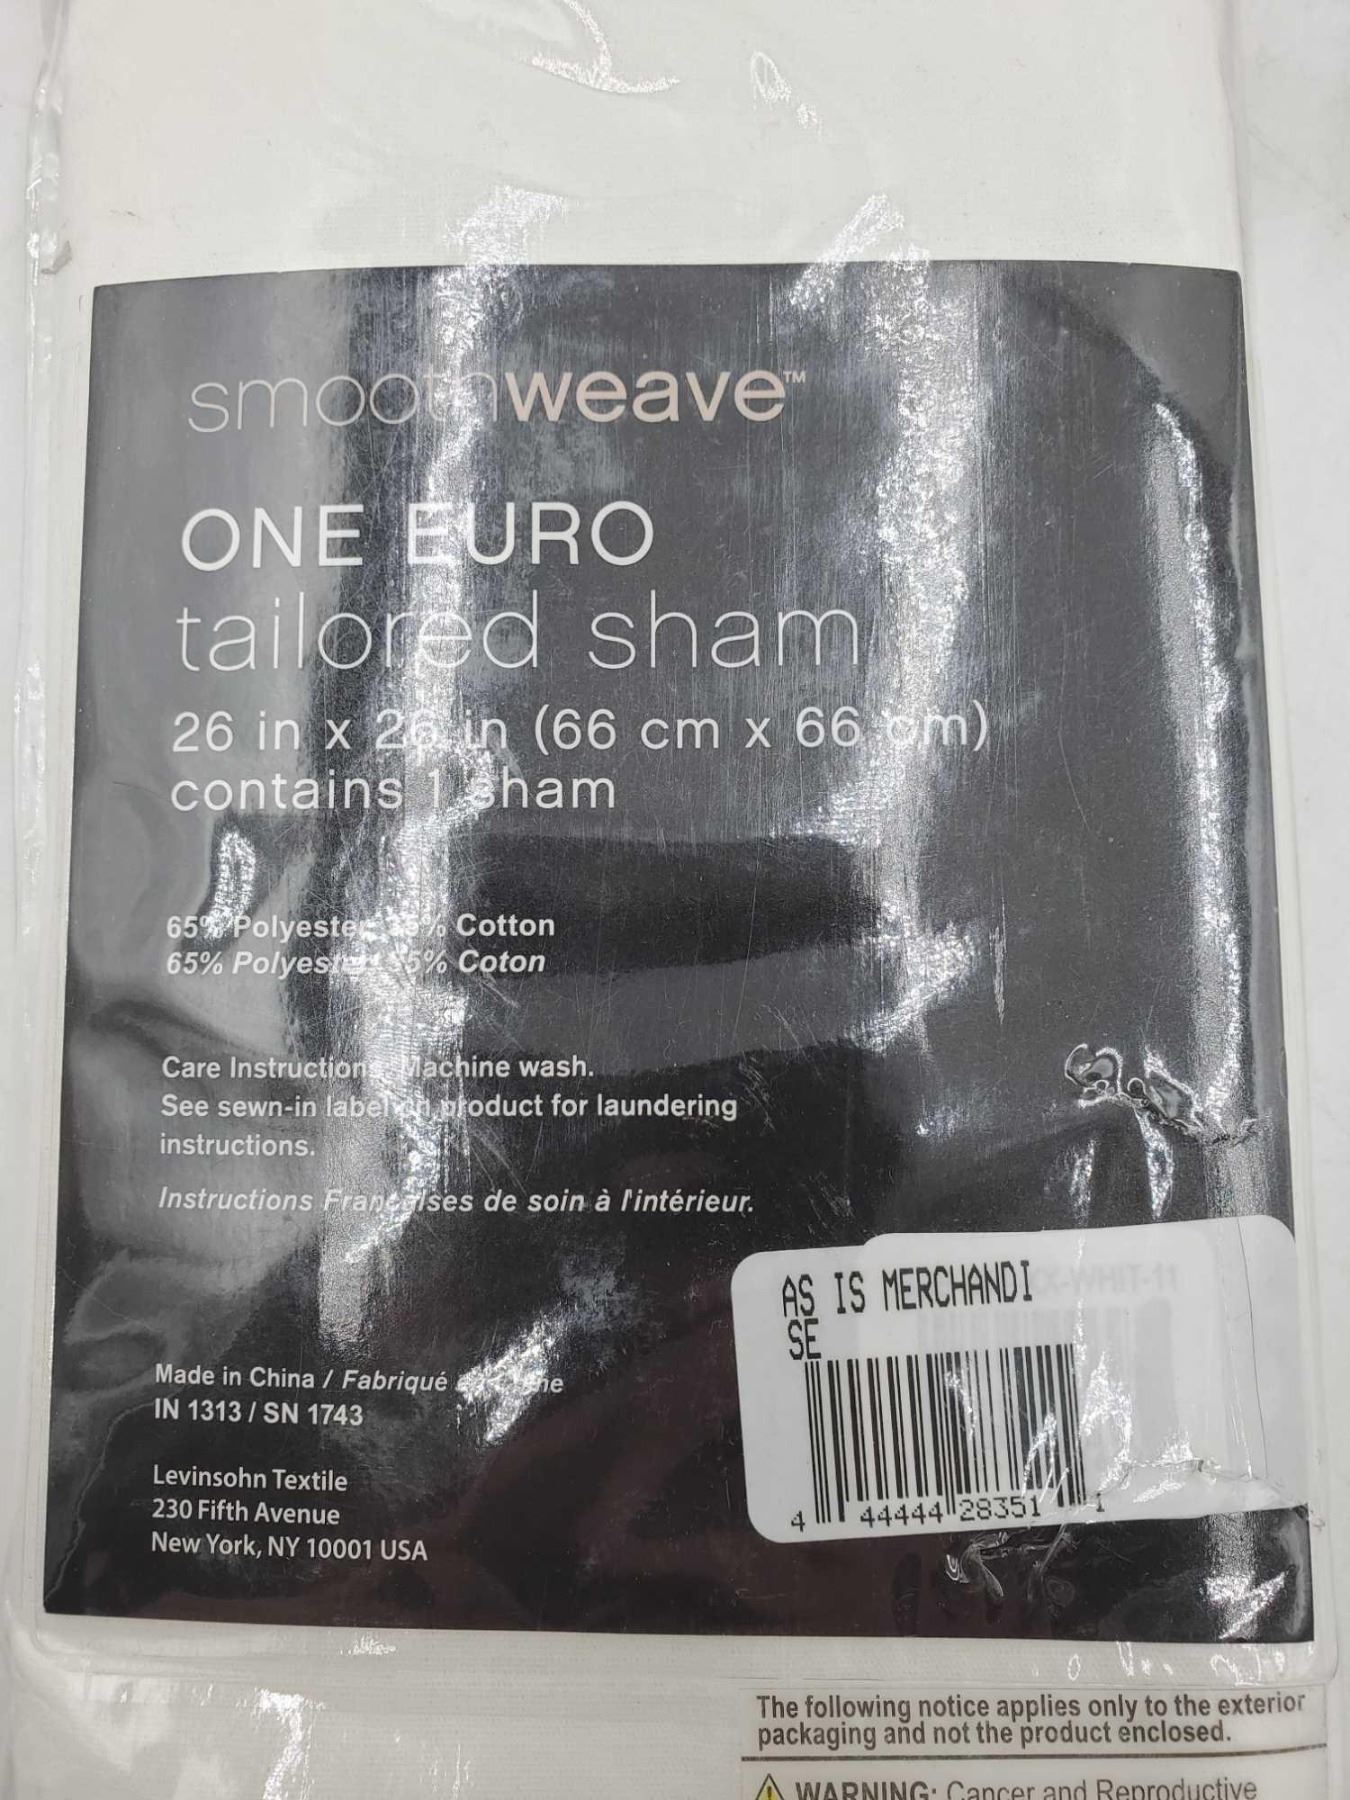 smoothweave™
ONE EURO
tailored sham
26 in x 26 in (66 cm x 66 cm)
contains 1 sham
65% Polyester 35% Cotton
65% Polyester 35% Coton
Care Instructions: Machine wash.
See sewn-in label on product for laundering
instructions.
Instructions Françaises de soin à l'intérieur.
AS IS MERCHANDI
SE
-WHIT-11
4 44444 28351 1
Made in China / Fabriqué
IN 1313 / SN 1743
Levinsohn Textile
230 Fifth Avenue
New York, NY 10001 USA
The following notice applies only to the exterior
packaging and not the product enclosed.
WARNING: Cancer and Reproductive